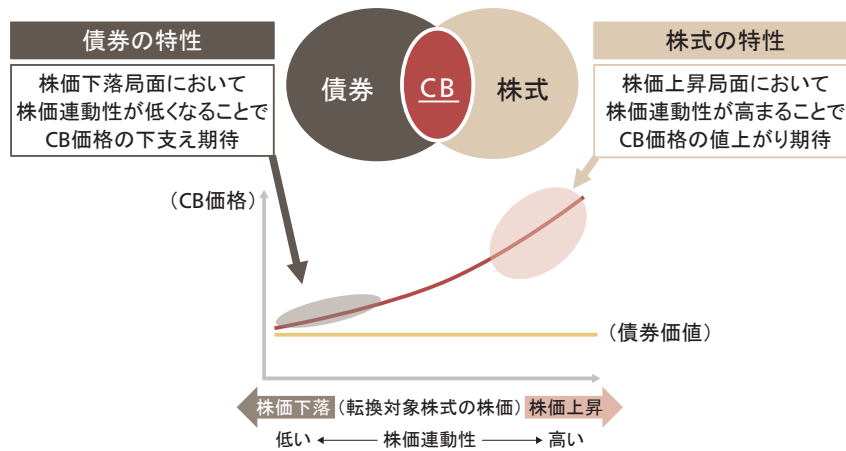 債券の特性
株価下落局面において
株価連動性が低くなることで
CB価格の下支え期待
債券
CB
株式
株式の特性
株価上昇局面において
株価連動性が高まることで
CB価格の値上がり期待
（CB価格）
（債券価値）
株価下落（転換対象株式の株価）株価上昇
低い 株価連動性 高い